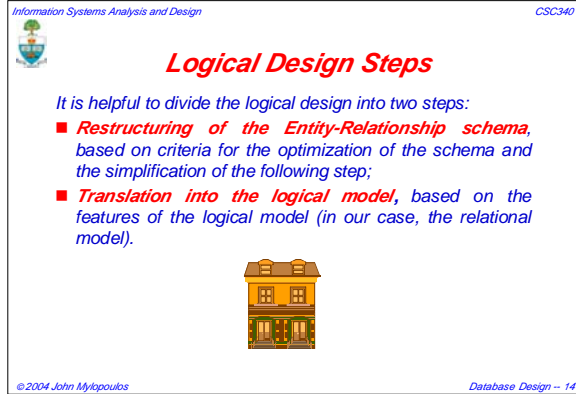 Information Systems Analysis and Design
CSC340
Logical Design Steps
It is helpful to divide the logical design into two steps:
■ Restructuring of the Entity-Relationship schema,
based on criteria for the optimization of the schema and
the simplification of the following step;
■ Translation into the logical model, based on the
features of the logical model (in our case, the relational
model).
© 2004 John Mylopoulos
Database Design -- 14